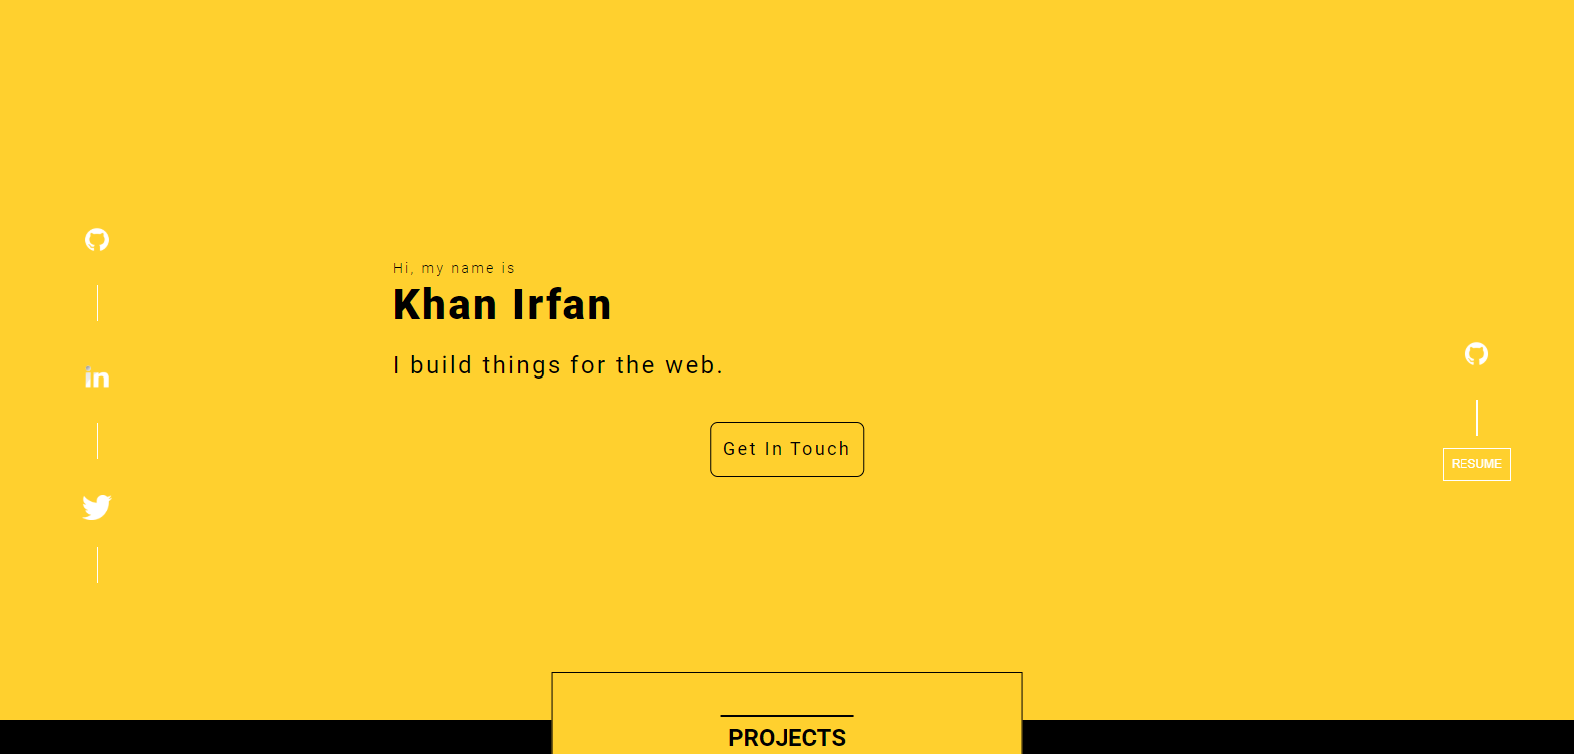 Hi, my name is
Khan Irfan
I build things for the web.
Get In Touch
RESUME
PROJECTS